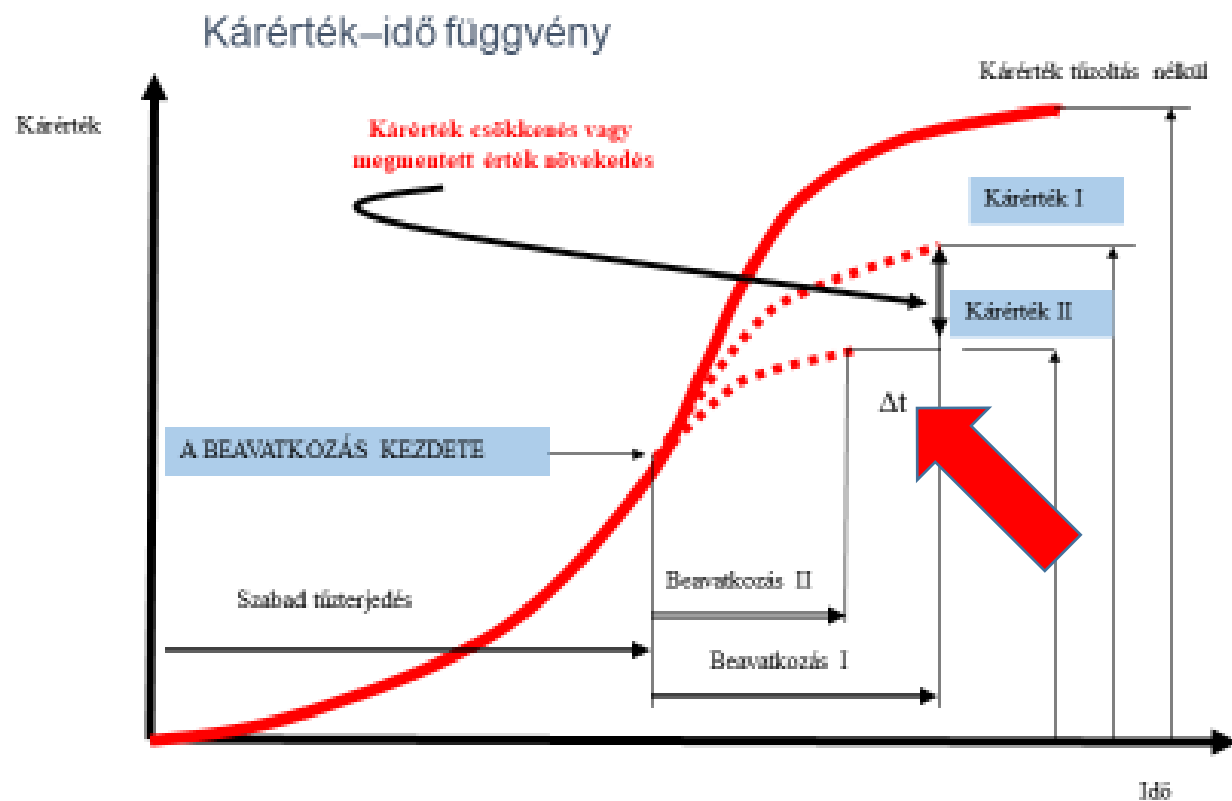 Kárérték–idő függvény
Kárérték tűzoltás nélkül
Kárérték
Kárérték csökkenés vagy
megmentett érték növekedés
Kárérték I
Kárérték II
Δt
A BEAVATKOZÁS KEZDETE
Beavatkozás II
Szabad tűzterjedés
Beavatkozás I
Idő